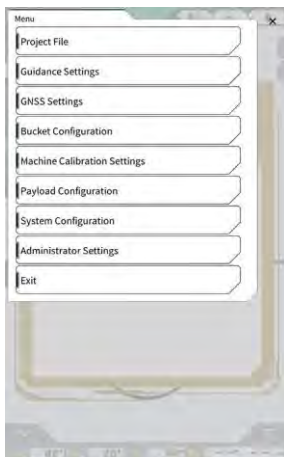 Menu
Project File
Guidance Settings
GNSS Settings
Bucket Configuration
Machine Calibration Settings
Payload Configuration
System Configuration
Administrator Settings
Exit